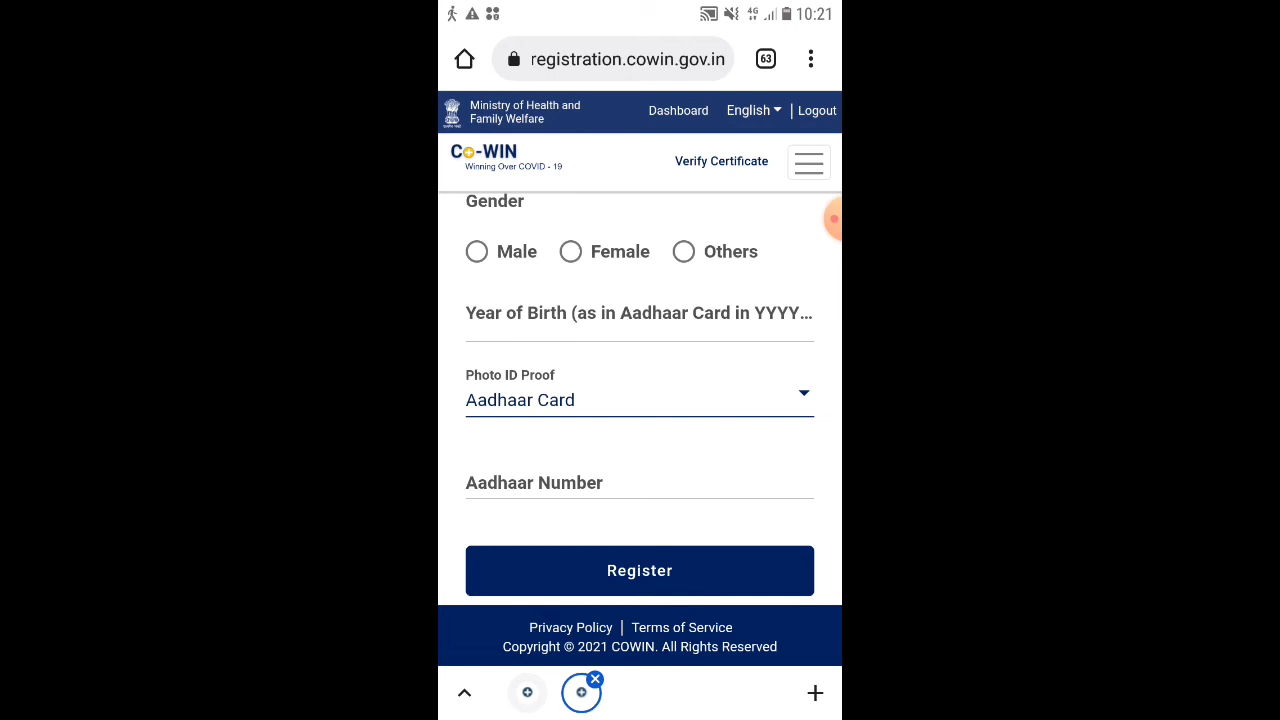 4G 10:21
registration.cowin.gov.in 63
Ministry of Health and
Family Welfare
Dashboard English | Logout
Co-WIN
Winning Over COVID - 19
Verify Certificate
Gender
Male Female Others
Year of Birth (as in Aadhaar Card in YYYY...
Photo ID Proof
Aadhaar Card
Aadhaar Number
Register
Privacy Policy | Terms of Service
Copyright © 2021 COWIN. All Rights Reserved